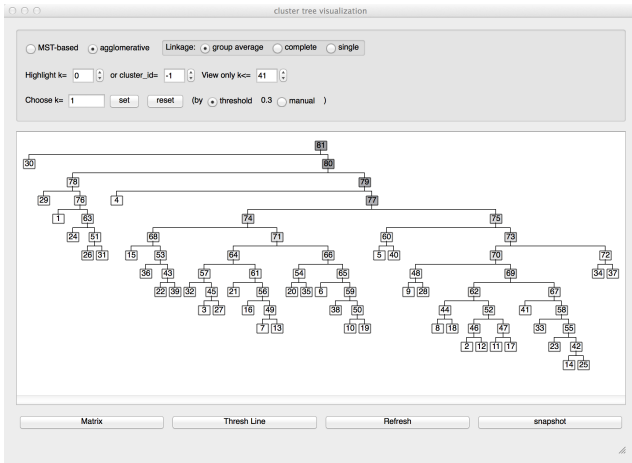 cluster tree visualization
MST-based agglomerative Linkage: group average complete single
Highlight k= 0 or cluster_id= -1 View only k<= 41
Choose k= 1 set reset (by threshold 0.3 manual )
81
30 80
78 79
29 76 4 77
1 63 74 75
24 51 68 71 60 73
26 31 15 53 64 66 5 40 70 72
36 43 57 61 54 65 48 69 34 37
22 39 32 45 21 56 20 35 6 59 9 28 62 67
3 27 16 49 38 50 44 52 41 58
7 13 10 19 8 18 46 47 33 55
2 12 11 17 23 42
14 25
Matrix Thresh Line Refresh snapshot